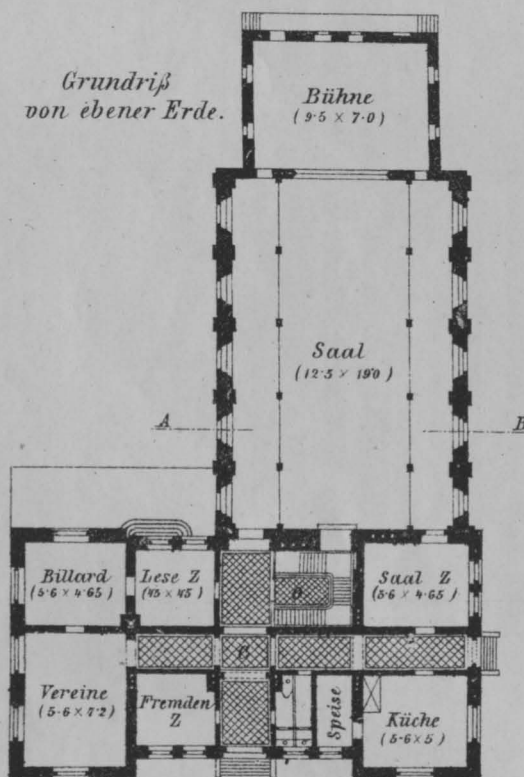 Grundriß
von ebener Erde.
Bühne
(9·5 × 7·0)
Saal
(12·5 × 19·0)
A
B
Billard
(5·6 × 4·65)
Lese Z
(4·5 × 4·5)
Saal Z
(5·6 × 4·65)
Vereine
(5·6 × 7·2)
Fremden
Z
Speise
Küche
(5·6 × 5)